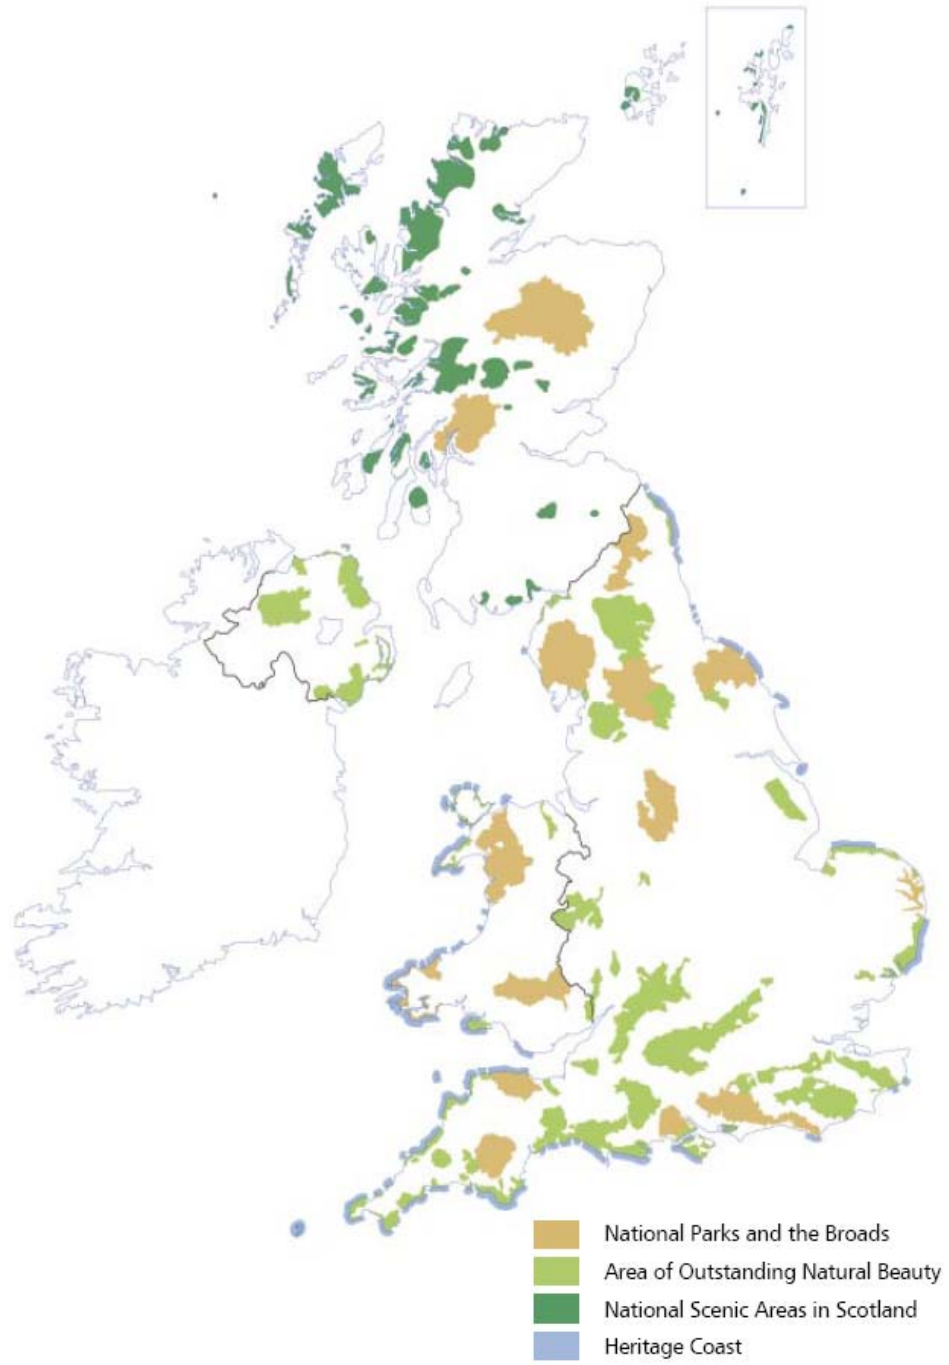 National Parks and the Broads
Area of Outstanding Natural Beauty
National Scenic Areas in Scotland
Heritage Coast